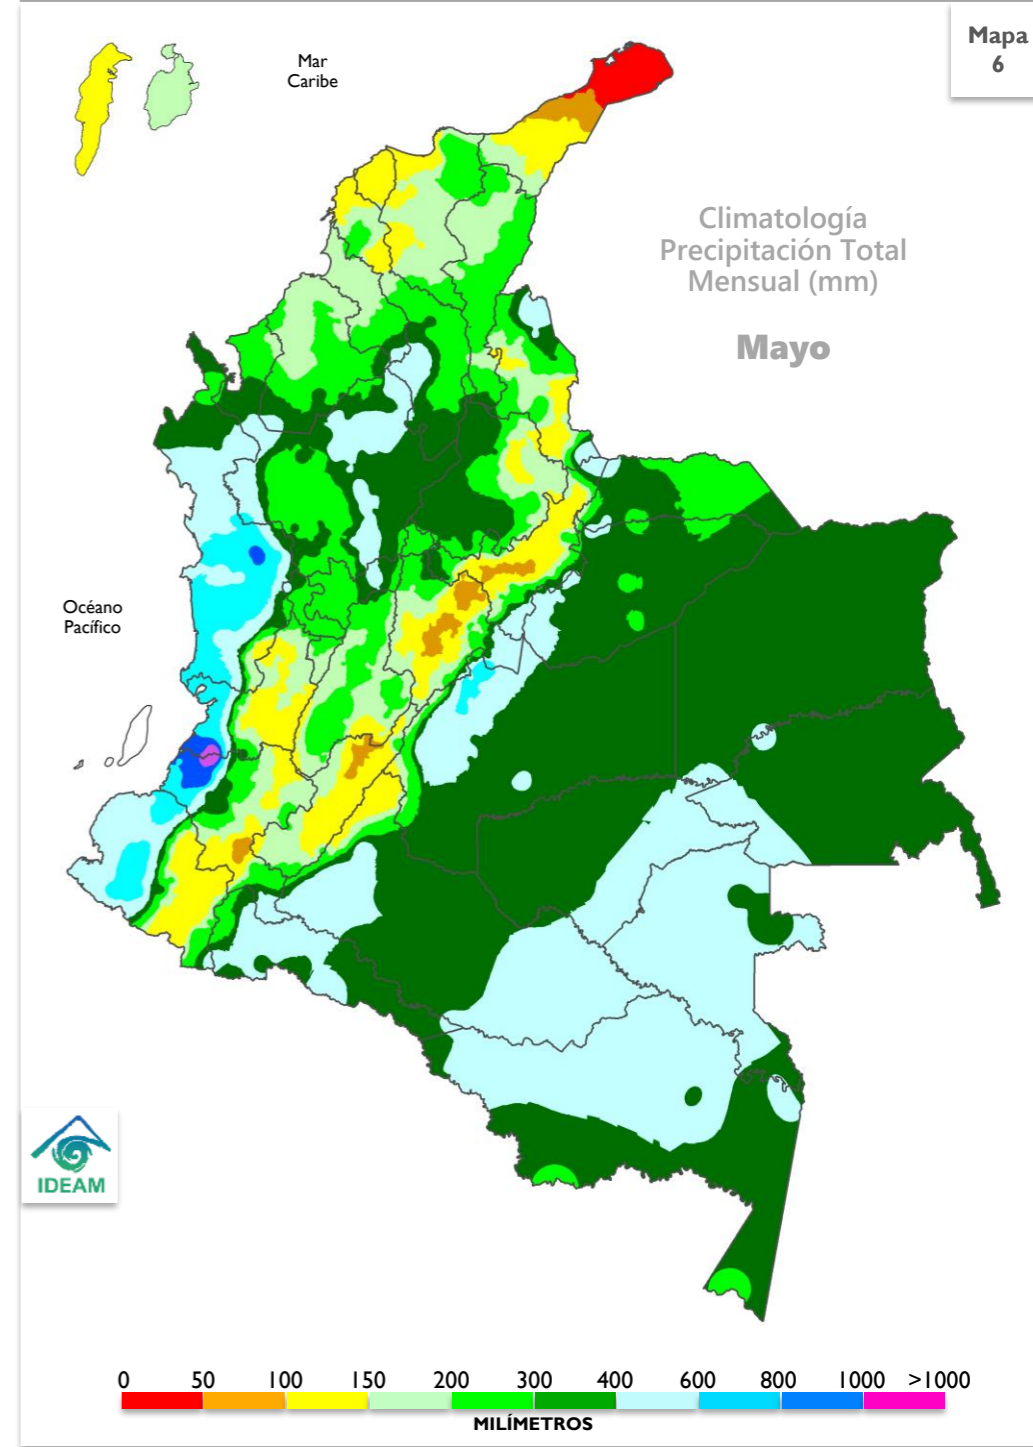 Mapa
6
Mar
Caribe
Climatología
Precipitación Total
Mensual (mm)
Mayo
Océano
Pacífico
IDEAM
0 50 100 150 200 300 400 600 800 1000 >1000
MILÍMETROS